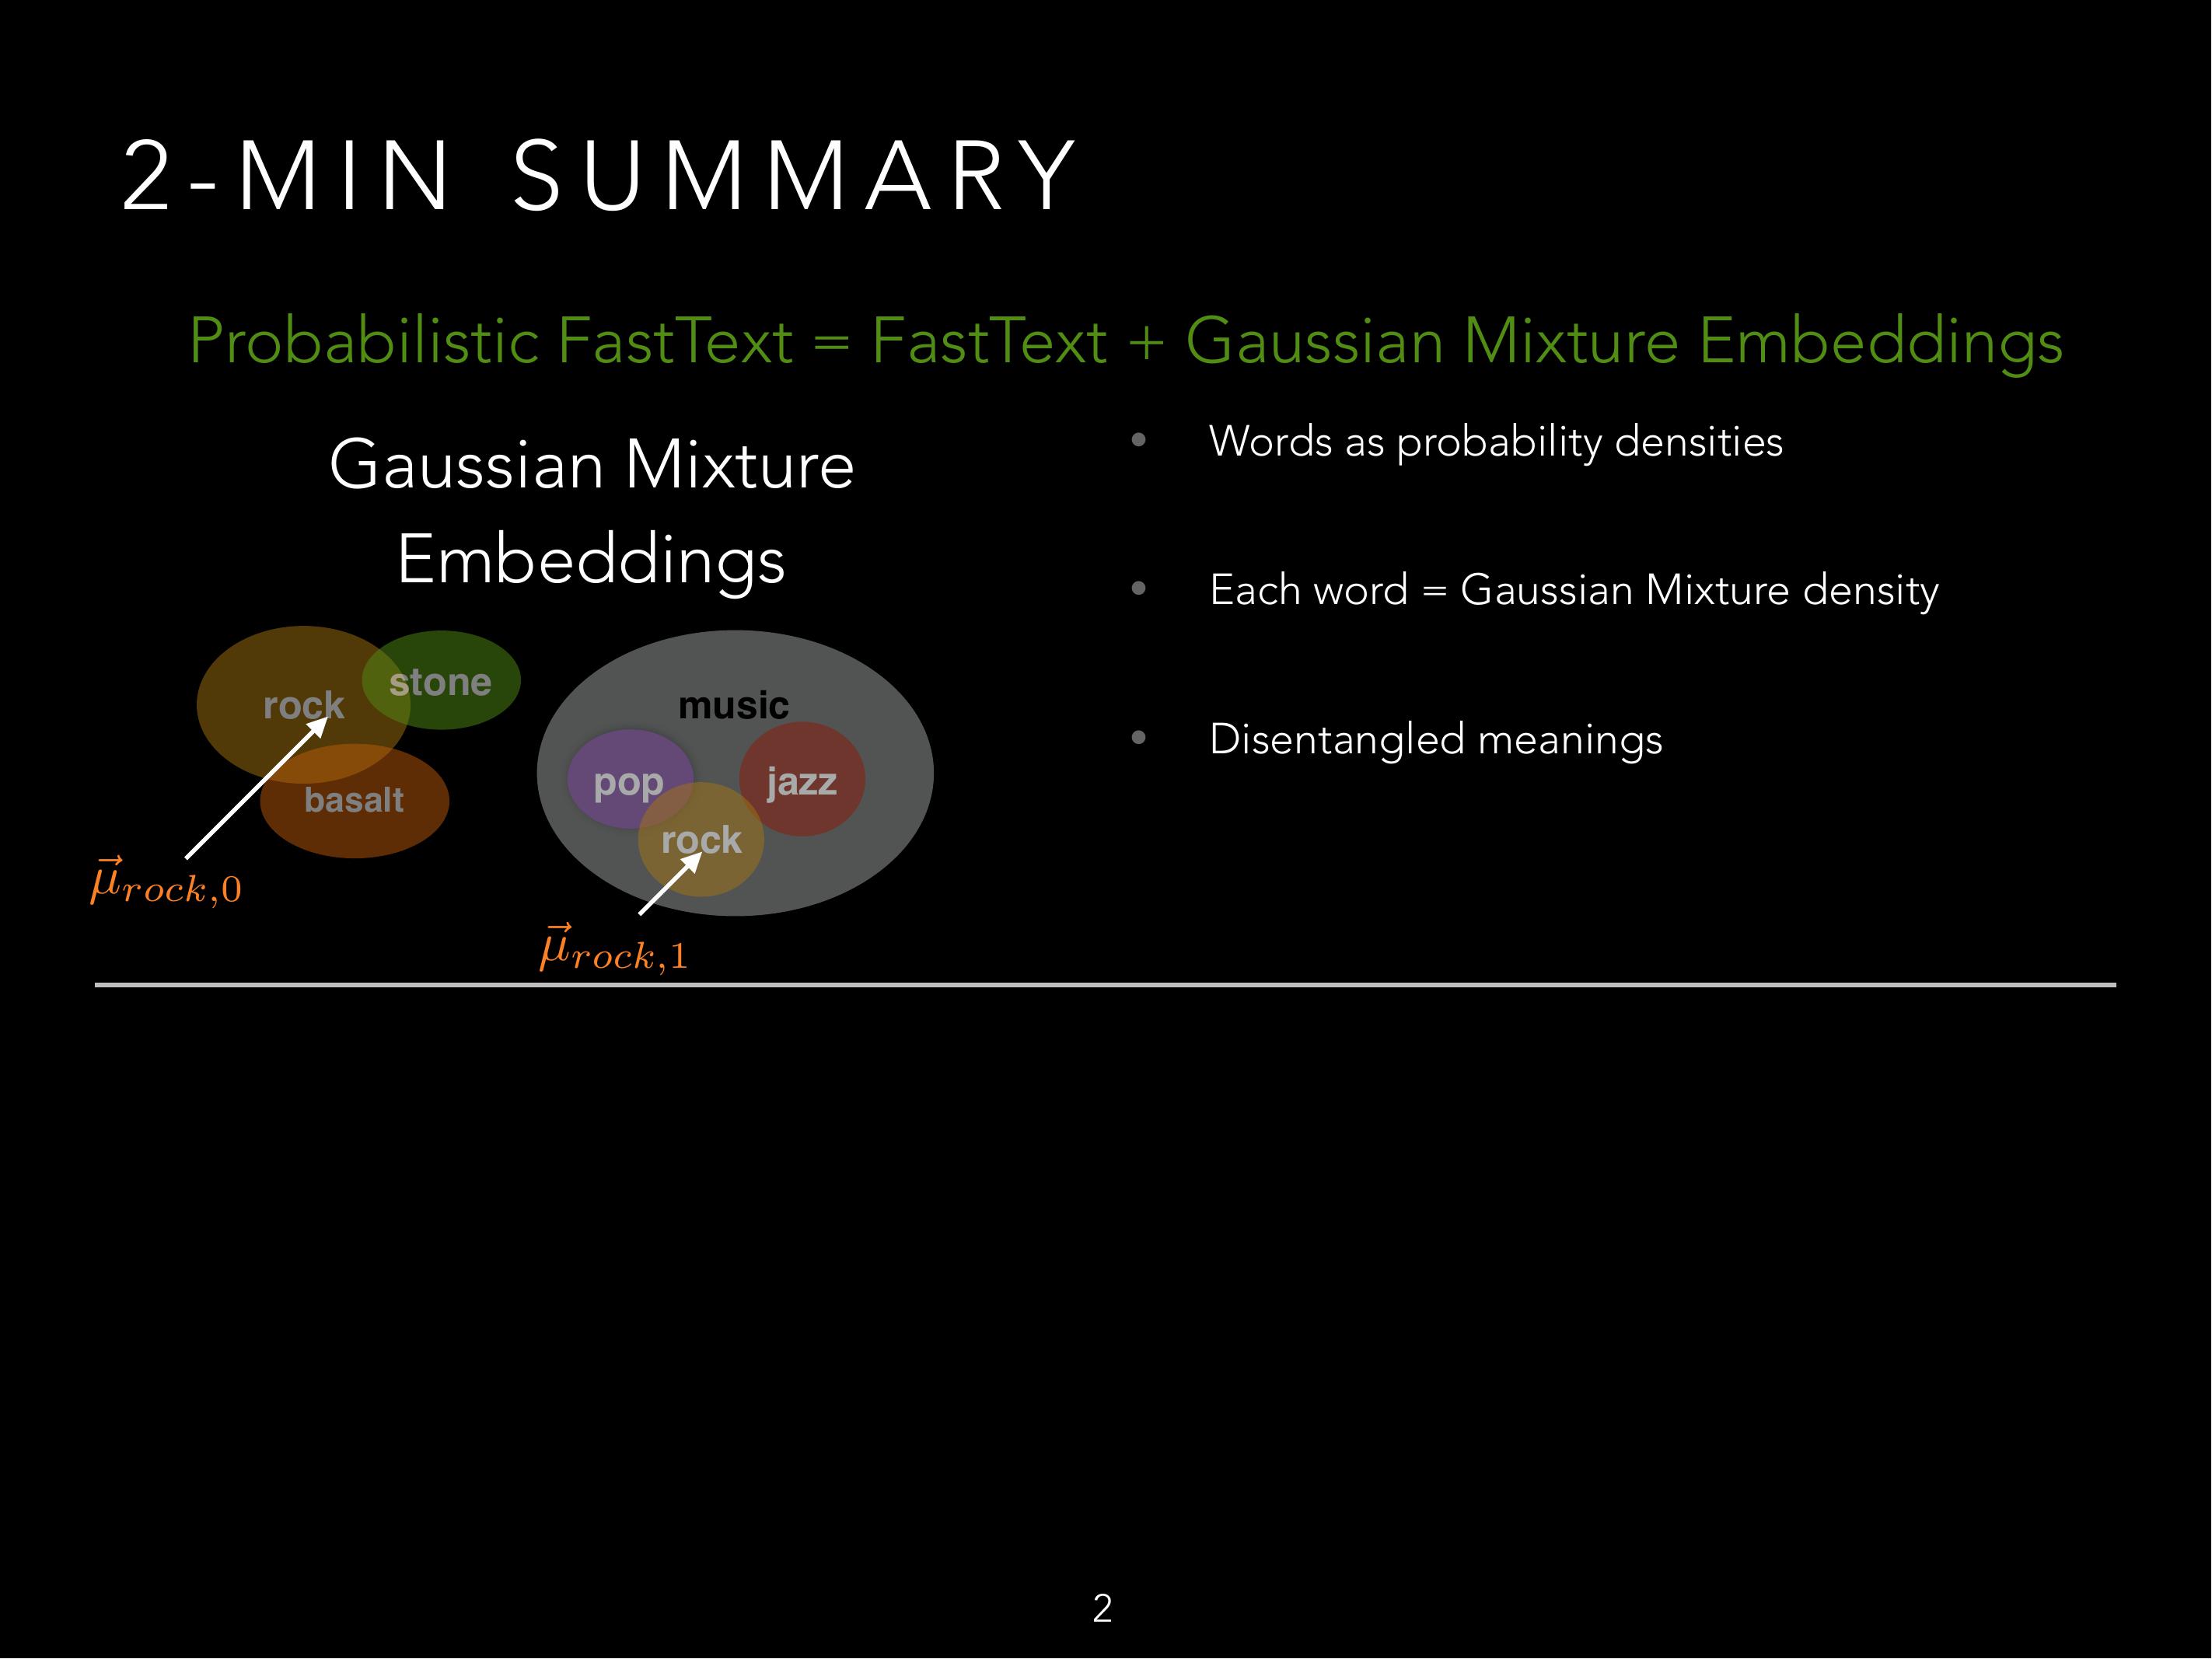 2-MIN SUMMARY
Probabilistic FastText = FastText + Gaussian Mixture Embeddings
Gaussian Mixture
Embeddings
• Words as probability densities
• Each word = Gaussian Mixture density
• Disentangled meanings
rock
stone
basalt
music
pop
jazz
rock
$\vec{\mu}_{rock,0}$
$\vec{\mu}_{rock,1}$
2